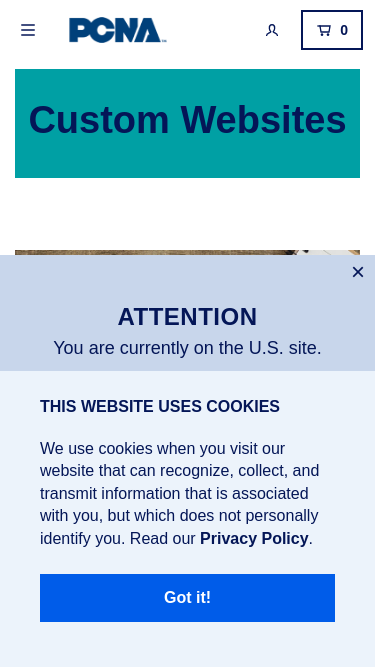 PCNA
0
Custom Websites
×
ATTENTION
You are currently on the U.S. site.
THIS WEBSITE USES COOKIES
We use cookies when you visit our
website that can recognize, collect, and
transmit information that is associated
with you, but which does not personally
identify you. Read our Privacy Policy.
Got it!